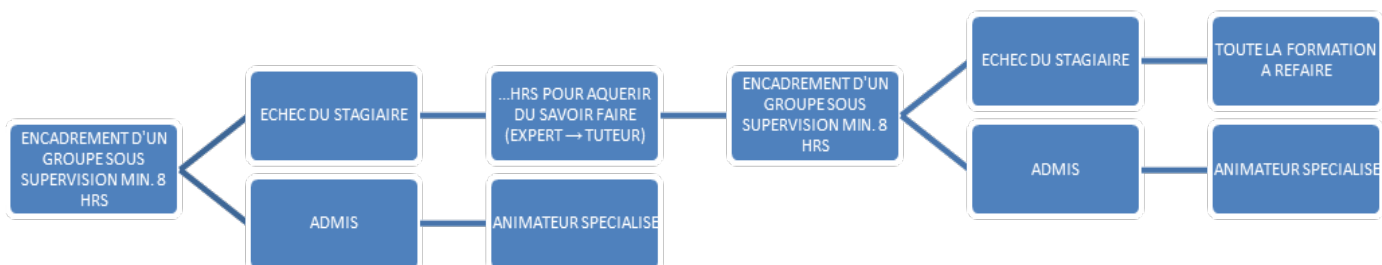 ENCADREMENT D'UN
GROUPE SOUS
SUPERVISION MIN. 8
HRS
ECHEC DU STAGIAIRE
...HRS POUR AQUERIR
DU SAVOIR FAIRE
(EXPERT → TUTEUR)
ENCADREMENT D'UN
GROUPE SOUS
SUPERVISION MIN. 8
HRS
ECHEC DU STAGIAIRE
TOUTE LA FORMATION
A REFAIRE
ADMIS
ANIMATEUR SPECIALISE
ADMIS
ANIMATEUR SPECIALISE